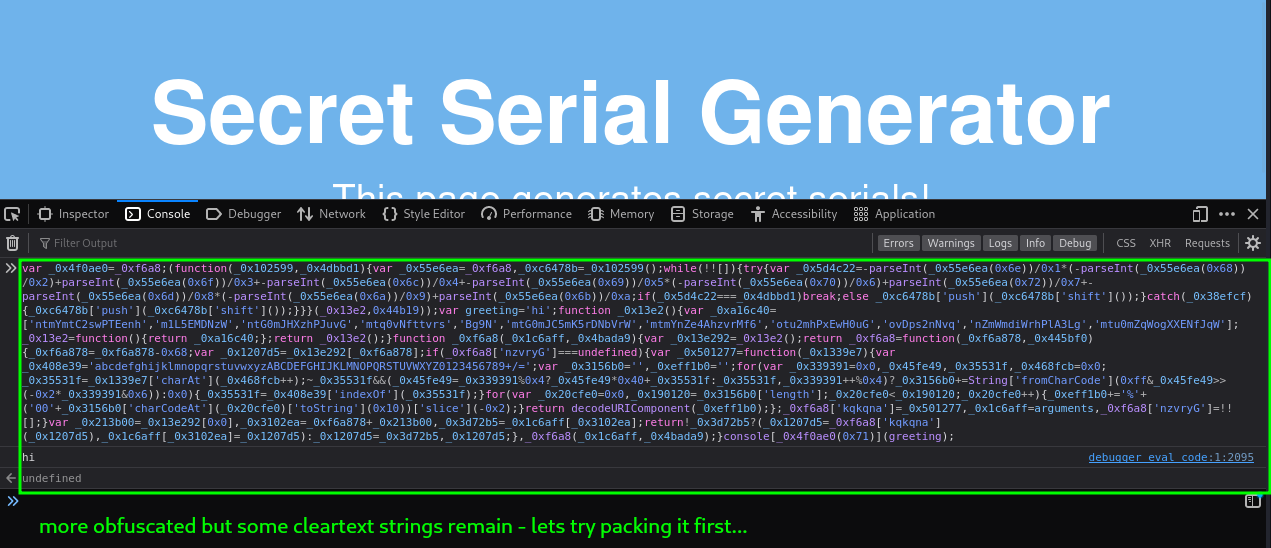 Secret Serial Generator
This page generates secret serials!
Inspector Console Debugger Network Style Editor Performance Memory Storage Accessibility Application
Filter Output Errors Warnings Logs Info Debug CSS XHR Requests
var _0x4f0ae0=_0xf6a8;(function(_0x102599,_0x4dbbd1){var _0x55e6ea=_0xf6a8,_0xc6478b=_0x102599();while(!![]){try{var _0x5d4c22=-parseInt(_0x55e6ea(0x6e))/0x1*(-parseInt(_0x55e6ea(0x68))
/0x2)+parseInt(_0x55e6ea(0x6f))/0x3+-parseInt(_0x55e6ea(0x6c))/0x4+-parseInt(_0x55e6ea(0x69))/0x5*(-parseInt(_0x55e6ea(0x70))/0x6)+parseInt(_0x55e6ea(0x72))/0x7+-
parseInt(_0x55e6ea(0x6d))/0x8*(-parseInt(_0x55e6ea(0x6a))/0x9)+parseInt(_0x55e6ea(0x6b))/0xa;if(_0x5d4c22===_0x4dbbd1)break;else _0xc6478b['push'](_0xc6478b['shift']());}catch(_0x38efcf)
{_0xc6478b['push'](_0xc6478b['shift']());}}}(_0x13e2,0x44b19));var greeting='hi';function _0x13e2(){var _0xa16c40=
['ntmYmtC2swPTEenh','m1L5EMDNzW','ntG0mJHXzhPJuvG','mtq0vNfttvrs','Bg9N','mtG0mJC5mK5rDNbVrW','mtmYnZe4AhzvrMf6','otu2mhPxEwH0uG','ovDps2nNvq','nZmWmdiWrhPlA3Lg','mtu0mZqWogXXENfJqW'];
_0x13e2=function(){return _0xa16c40;};return _0x13e2();}function _0xf6a8(_0x1c6aff,_0x4bada9){var _0x13e292=_0x13e2();return _0xf6a8=function(_0xf6a878,_0x445bf0)
{_0xf6a878=_0xf6a878-0x68;var _0x1207d5=_0x13e292[_0xf6a878];if(_0xf6a8['nzvryG']===undefined){var _0x501277=function(_0x1339e7){var
_0x408e39='abcdefghijklmnopqrstuvwxyzABCDEFGHIJKLMNOPQRSTUVWXYZ0123456789+/=';var _0x3156b0='',_0xeff1b0='';for(var _0x339391=0x0,_0x45fe49,_0x35531f,_0x468fcb=0x0;
_0x35531f=_0x1339e7['charAt'](_0x468fcb++);~_0x35531f&&(_0x45fe49=_0x339391%0x4?_0x45fe49*0x40+_0x35531f:_0x35531f,_0x339391++%0x4)?_0x3156b0+=String['fromCharCode'](0xff&_0x45fe49>>
(-0x2*_0x339391&0x6)):0x0){_0x35531f=_0x408e39['indexOf'](_0x35531f);}for(var _0x20cfe0=0x0,_0x190120=_0x3156b0['length'];_0x20cfe0<_0x190120;_0x20cfe0++){_0xeff1b0+='%'+
('00'+_0x3156b0['charCodeAt'](_0x20cfe0)['toString'](0x10))['slice'](-0x2);}return decodeURIComponent(_0xeff1b0);};_0xf6a8['kqkqna']=_0x501277,_0x1c6aff=arguments,_0xf6a8['nzvryG']=!!
[];}var _0x213b00=_0x13e292[0x0],_0x3102ea=_0xf6a878+_0x213b00,_0x3d72b5=_0x1c6aff[_0x3102ea];return!_0x3d72b5?(_0x1207d5=_0xf6a8['kqkqna']
(_0x1207d5),_0x1c6aff[_0x3102ea]=_0x1207d5):_0x1207d5=_0x3d72b5,_0x1207d5;},_0xf6a8(_0x1c6aff,_0x4bada9);}console[_0x4f0ae0(0x71)](greeting);
hi debugger eval code:1:2095
undefined
more obfuscated but some cleartext strings remain - lets try packing it first...